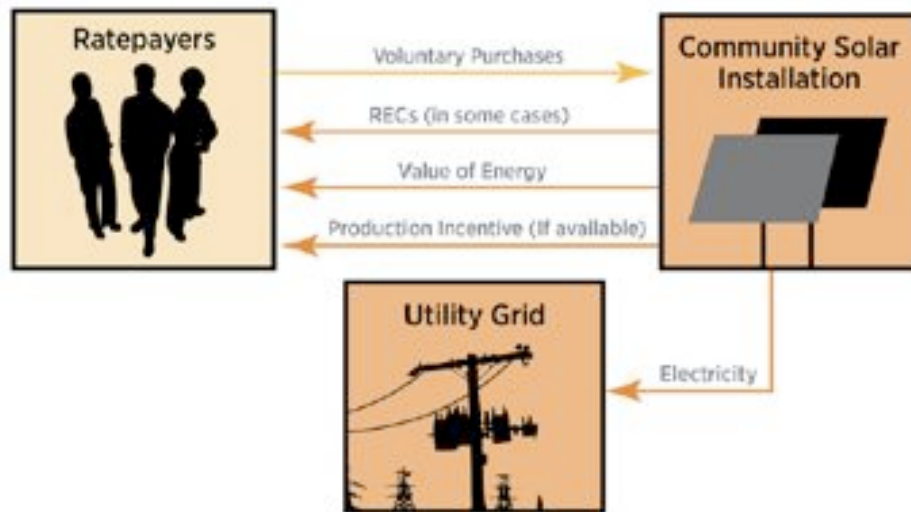 Ratepayers
Voluntary Purchases
Community Solar
Installation
RECs (in some cases)
Value of Energy
Production Incentive (If available)
Utility Grid
Electricity